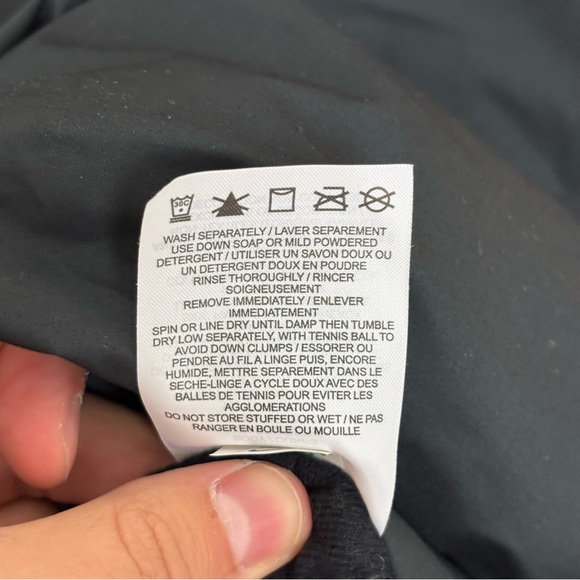 30C
WASH SEPARATELY / LAVER SEPAREMENT
USE DOWN SOAP OR MILD POWDERED
DETERGENT / UTILISER UN SAVON DOUX OU
UN DETERGENT DOUX EN POUDRE
RINSE THOROUGHLY / RINCER
SOIGNEUSEMENT
REMOVE IMMEDIATELY / ENLEVER
IMMEDIATEMENT
SPIN OR LINE DRY UNTIL DAMP THEN TUMBLE
DRY LOW SEPARATELY, WITH TENNIS BALL TO
AVOID DOWN CLUMPS / ESSORER OU
PENDRE AU FIL A LINGE PUIS, ENCORE
HUMIDE, METTRE SEPAREMENT DANS LE
SECHE-LINGE A CYCLE DOUX AVEC DES
BALLES DE TENNIS POUR EVITER LES
AGGLOMERATIONS
DO NOT STORE STUFFED OR WET / NE PAS
RANGER EN BOULE OU MOUILLE